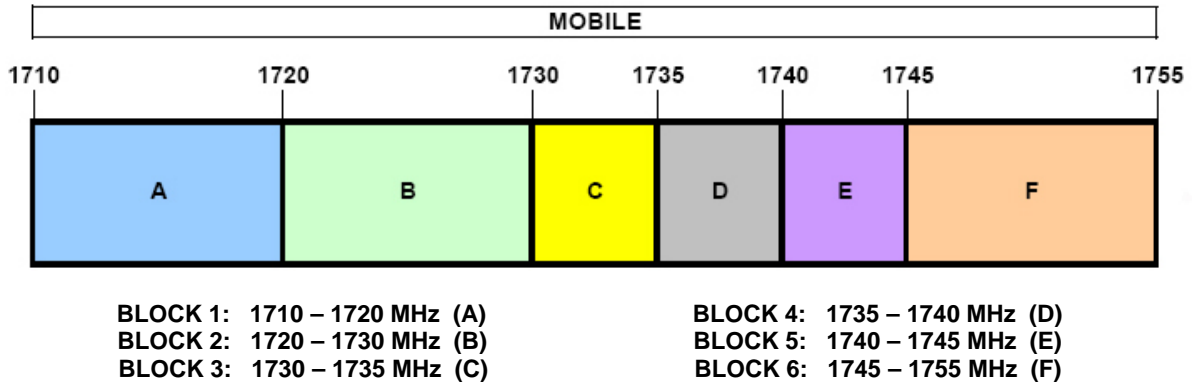 MOBILE
1710 1720 1730 1735 1740 1745 1755
A B C D E F
BLOCK 1: 1710 – 1720 MHz (A)
BLOCK 2: 1720 – 1730 MHz (B)
BLOCK 3: 1730 – 1735 MHz (C)
BLOCK 4: 1735 – 1740 MHz (D)
BLOCK 5: 1740 – 1745 MHz (E)
BLOCK 6: 1745 – 1755 MHz (F)